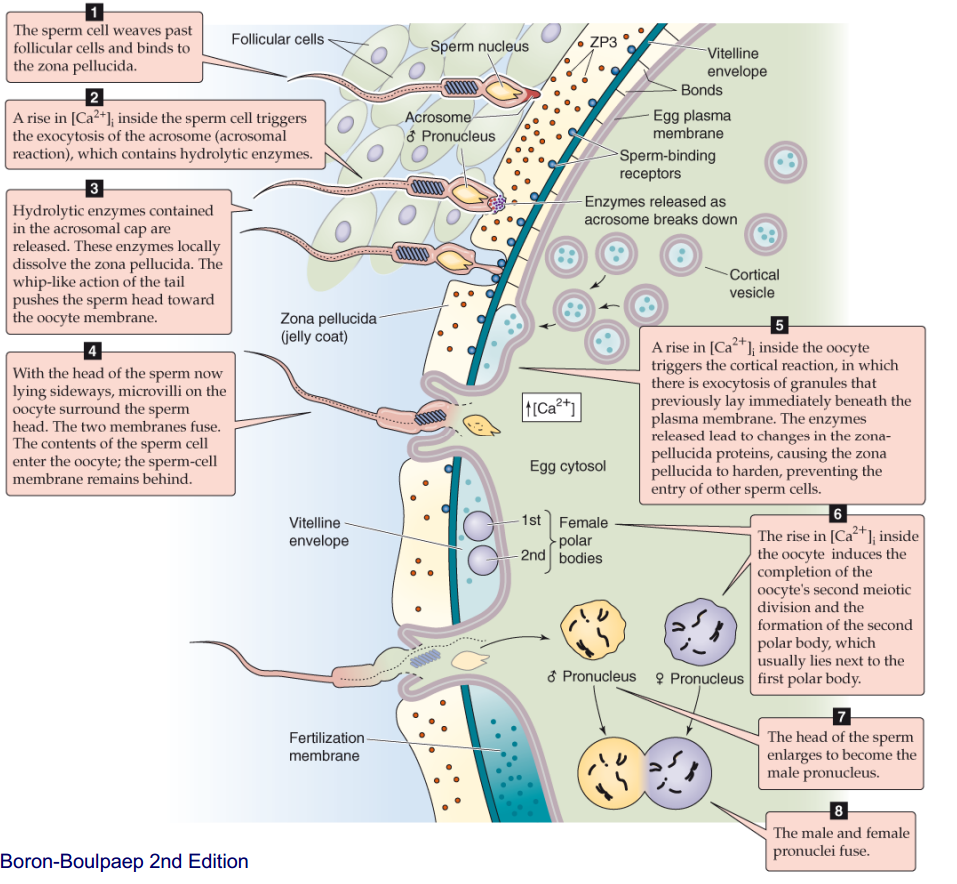 1
The sperm cell weaves past
follicular cells and binds to
the zona pellucida.
2
A rise in [Ca2+]i inside the sperm cell triggers
the exocytosis of the acrosome (acrosomal
reaction), which contains hydrolytic enzymes.
3
Hydrolytic enzymes contained
in the acrosomal cap are
released. These enzymes locally
dissolve the zona pellucida. The
whip-like action of the tail
pushes the sperm head toward
the oocyte membrane.
4
With the head of the sperm now
lying sideways, microvilli on the
oocyte surround the sperm
head. The two membranes fuse.
The contents of the sperm cell
enter the oocyte; the sperm-cell
membrane remains behind.
Follicular cells
Sperm nucleus
ZP3
Vitelline
envelope
Bonds
Acrosome
♂ Pronucleus
Egg plasma
membrane
Sperm-binding
receptors
Enzymes released as
acrosome breaks down
Cortical
vesicle
Zona pellucida
(jelly coat)
5
A rise in [Ca2+]i inside the oocyte
triggers the cortical reaction, in which
there is exocytosis of granules that
previously lay immediately beneath the
plasma membrane. The enzymes
released lead to changes in the zona-
pellucida proteins, causing the zona
pellucida to harden, preventing the
entry of other sperm cells.
↑[Ca2+]
Egg cytosol
Vitelline
envelope
1st
2nd
Female
polar
bodies
6
The rise in [Ca2+]i inside
the oocyte induces the
completion of the
oocyte's second meiotic
division and the
formation of the second
polar body, which
usually lies next to the
first polar body.
♂ Pronucleus
♀ Pronucleus
7
The head of the sperm
enlarges to become the
male pronucleus.
Fertilization
membrane
8
The male and female
pronuclei fuse.
Boron-Boulpaep 2nd Edition